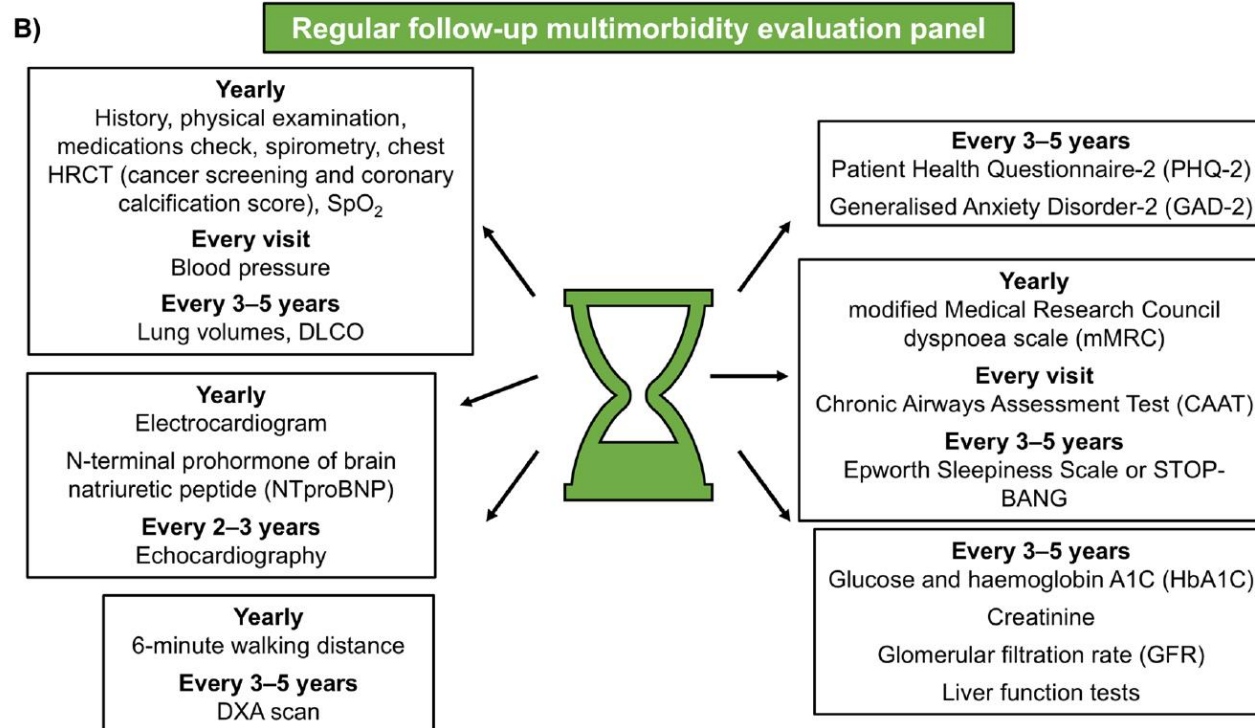 B)
Regular follow-up multimorbidity evaluation panel
Yearly
History, physical examination,
medications check, spirometry, chest
HRCT (cancer screening and coronary
calcification score), SpO₂
Every visit
Blood pressure
Every 3–5 years
Lung volumes, DLCO
Yearly
Electrocardiogram
N-terminal prohormone of brain
natriuretic peptide (NTproBNP)
Every 2–3 years
Echocardiography
Yearly
6-minute walking distance
Every 3–5 years
DXA scan
Every 3–5 years
Patient Health Questionnaire-2 (PHQ-2)
Generalised Anxiety Disorder-2 (GAD-2)
Yearly
modified Medical Research Council
dyspnoea scale (mMRC)
Every visit
Chronic Airways Assessment Test (CAAT)
Every 3–5 years
Epworth Sleepiness Scale or STOP-
BANG
Every 3–5 years
Glucose and haemoglobin A1C (HbA1C)
Creatinine
Glomerular filtration rate (GFR)
Liver function tests